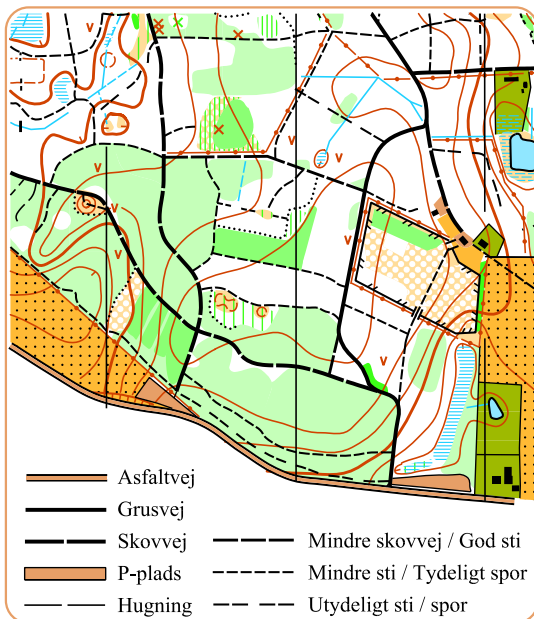 Asfaltvej
Grusvej
Skovvej
P-plads
Hugning
Mindre skovvej / God sti
Mindre sti / Tydeligt spor
Utydeligt sti / spor